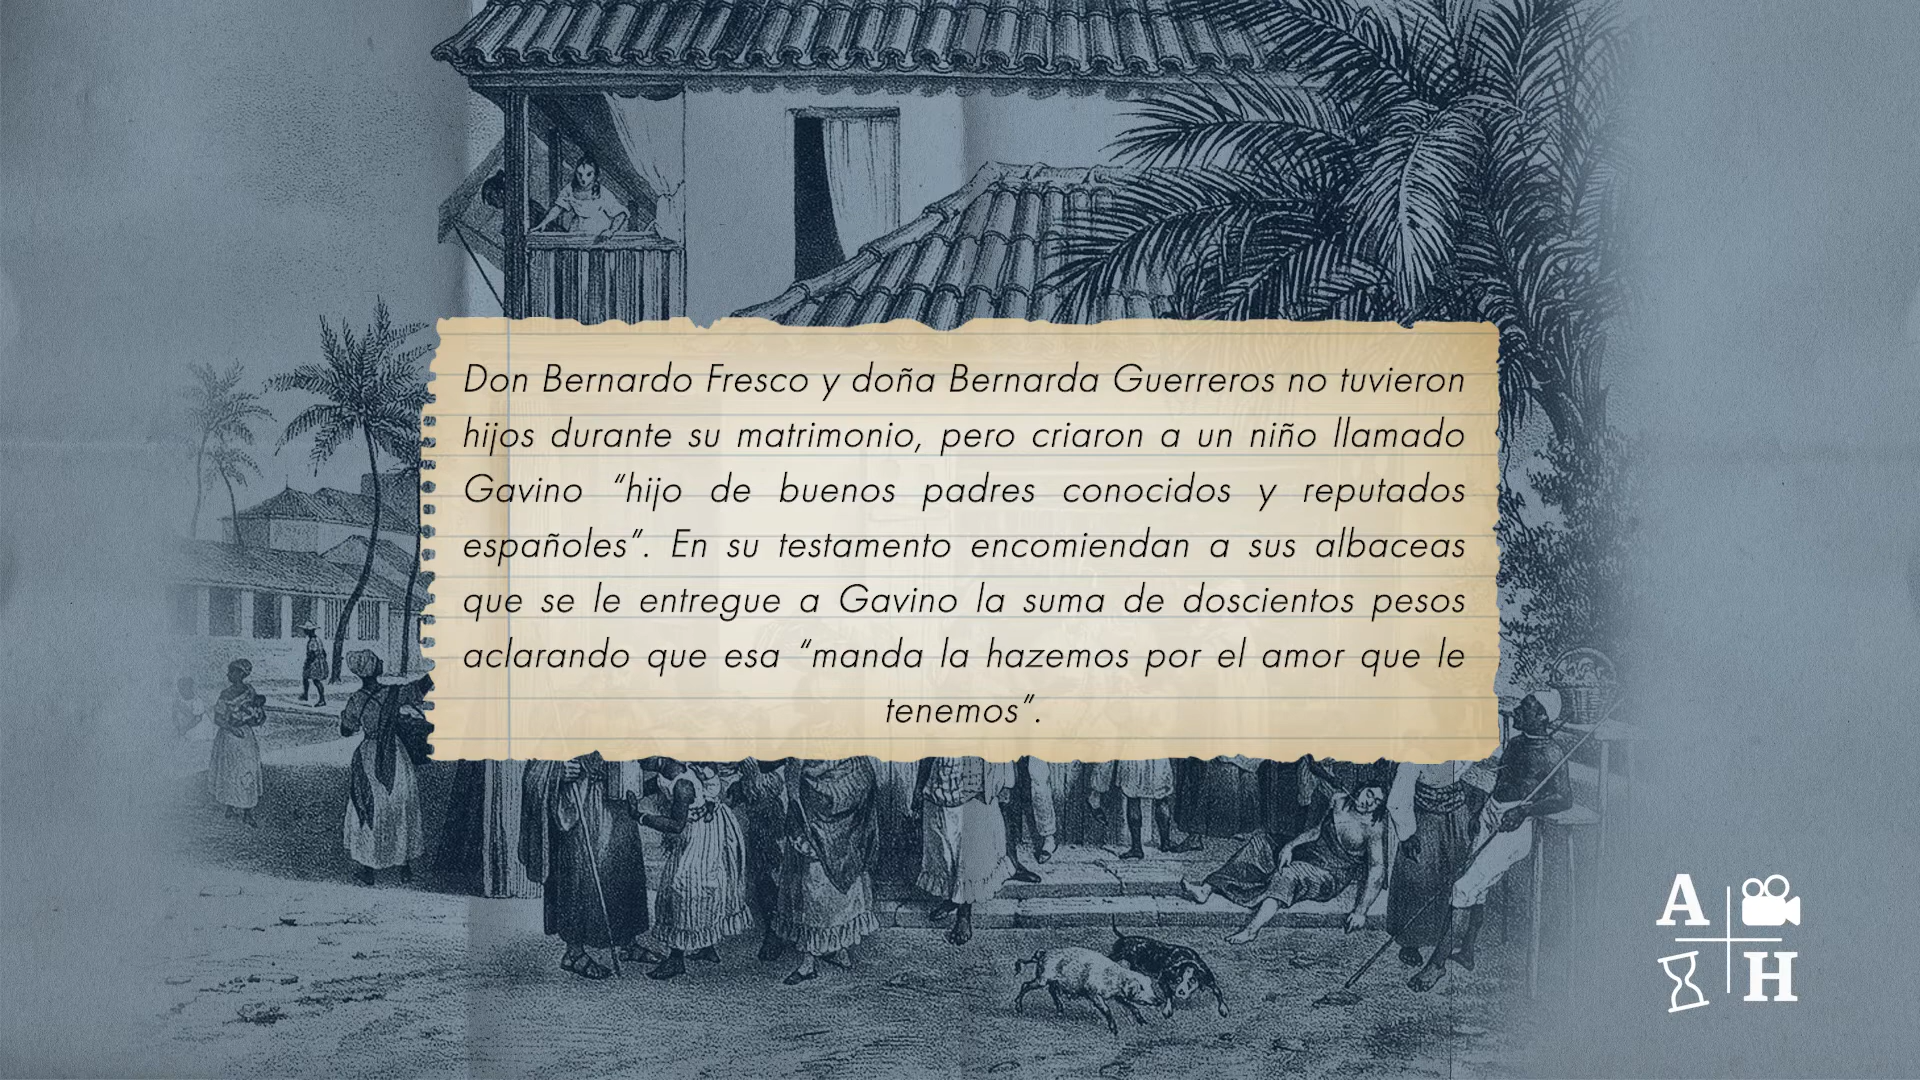 Don Bernardo Fresco y doña Bernarda Guerreros no tuvieron
hijos durante su matrimonio, pero criaron a un niño llamado
Gavino “hijo de buenos padres conocidos y reputados
españoles”. En su testamento encomiendan a sus albaceas
que se le entregue a Gavino la suma de doscientos pesos
aclarando que esa “manda la hazemos por el amor que le
tenemos”.
A
H